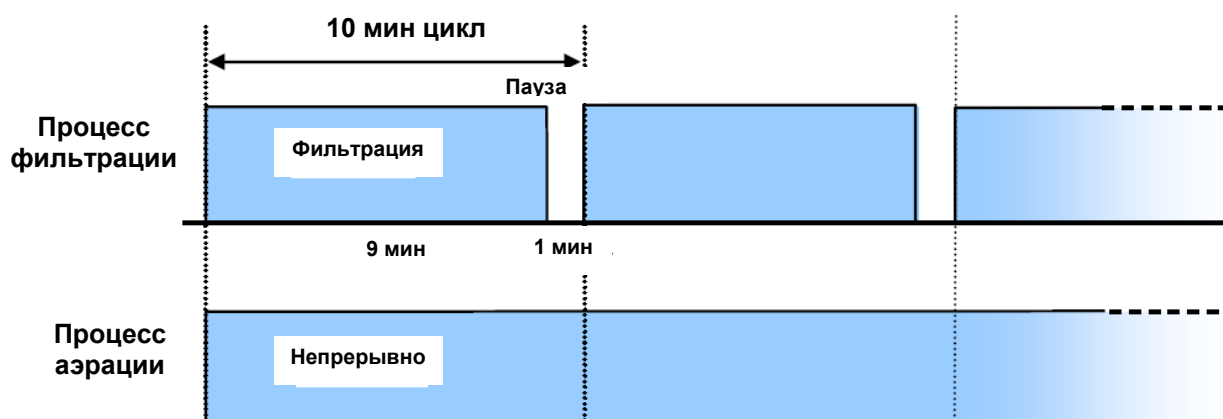 10 мин цикл
Пауза
Процесс
фильтрации
Фильтрация
9 мин
1 мин
Процесс
аэрации
Непрерывно